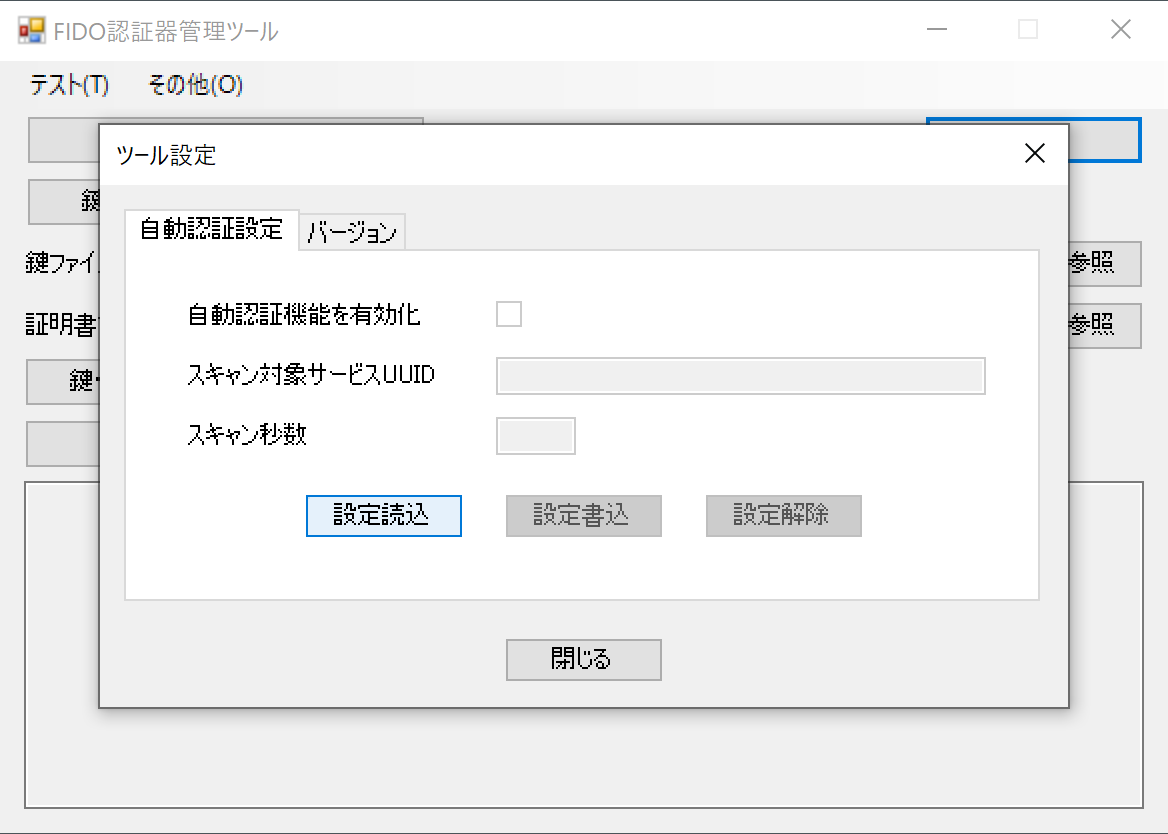 FIDO認証器管理ツール
テスト(T) その他(O)
ツール設定
自動認証設定 バージョン
自動認証機能を有効化
スキャン対象サービスUUID
スキャン秒数
設定読込 設定書込 設定解除
閉じる
鍵
鍵ファイ
参照
証明書
参照
鍵・